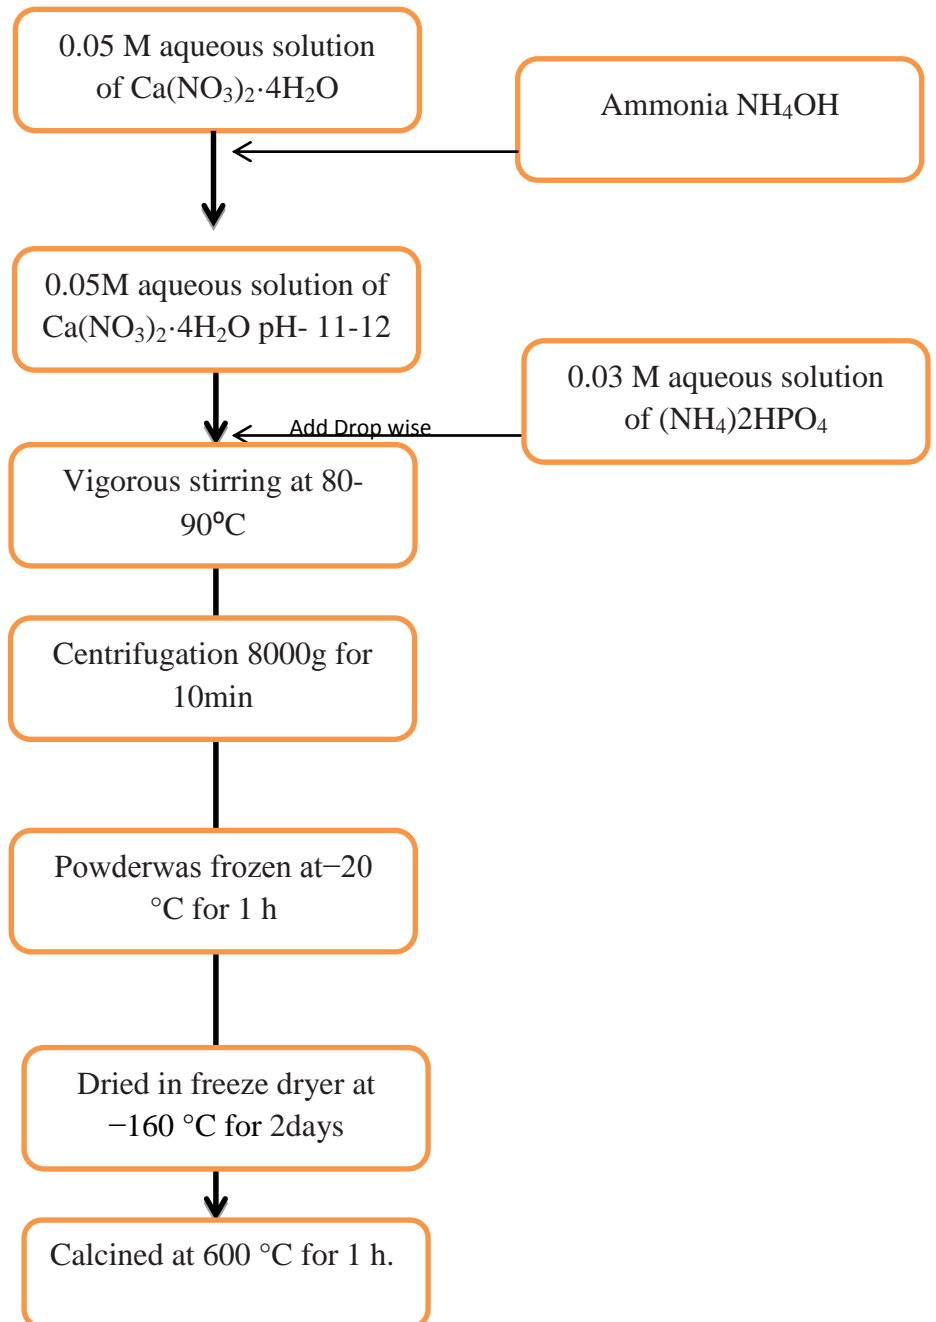 0.05 M aqueous solution
of Ca(NO₃)₂·4H₂O
Ammonia NH₄OH
0.05M aqueous solution of
Ca(NO₃)₂·4H₂O pH- 11-12
0.03 M aqueous solution
of (NH₄)2HPO₄
Add Drop wise
Vigorous stirring at 80-
90⁰C
Centrifugation 8000g for
10min
Powderwas frozen at−20
°C for 1 h
Dried in freeze dryer at
−160 °C for 2days
Calcined at 600 °C for 1 h.